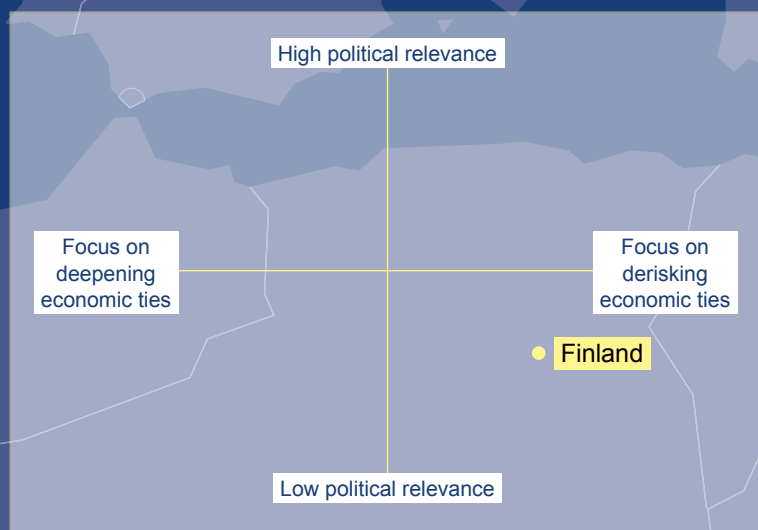 High political relevance
Focus on
deepening
economic ties
Focus on
derisking
economic ties
Finland
Low political relevance